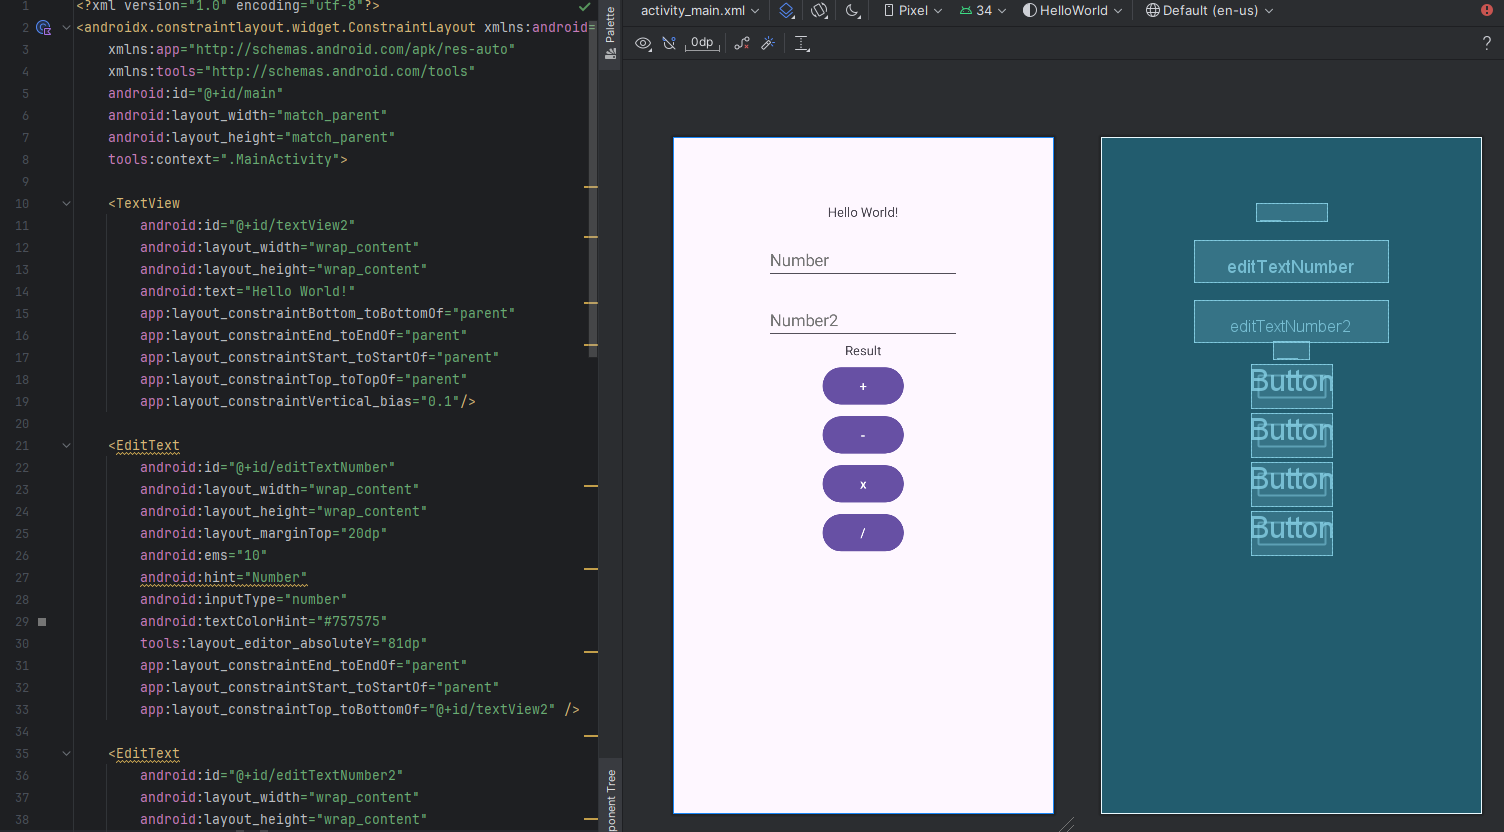 1 <?xml version="1.0" encoding="utf-8"?>
2 <androidx.constraintlayout.widget.ConstraintLayout xmlns:android=
3 xmlns:app="http://schemas.android.com/apk/res-auto"
4 xmlns:tools="http://schemas.android.com/tools"
5 android:id="@+id/main"
6 android:layout_width="match_parent"
7 android:layout_height="match_parent"
8 tools:context=".MainActivity">
9
10 <TextView
11 android:id="@+id/textView2"
12 android:layout_width="wrap_content"
13 android:layout_height="wrap_content"
14 android:text="Hello World!"
15 app:layout_constraintBottom_toBottomOf="parent"
16 app:layout_constraintEnd_toEndOf="parent"
17 app:layout_constraintStart_toStartOf="parent"
18 app:layout_constraintTop_toTopOf="parent"
19 app:layout_constraintVertical_bias="0.1"/>
20
21 <EditText
22 android:id="@+id/editTextNumber"
23 android:layout_width="wrap_content"
24 android:layout_height="wrap_content"
25 android:layout_marginTop="20dp"
26 android:ems="10"
27 android:hint="Number"
28 android:inputType="number"
29 android:textColorHint="#757575"
30 tools:layout_editor_absoluteY="81dp"
31 app:layout_constraintEnd_toEndOf="parent"
32 app:layout_constraintStart_toStartOf="parent"
33 app:layout_constraintTop_toBottomOf="@+id/textView2" />
34
35 <EditText
36 android:id="@+id/editTextNumber2"
37 android:layout_width="wrap_content"
38 android:layout_height="wrap_content"
Palette
ponent Tree
activity_main.xml
Pixel
34
HelloWorld
Default (en-us)
0dp
?
Hello World!
Number
Number2
Result
+
-
x
/
editTextNumber
editTextNumber2
Button
Button
Button
Button